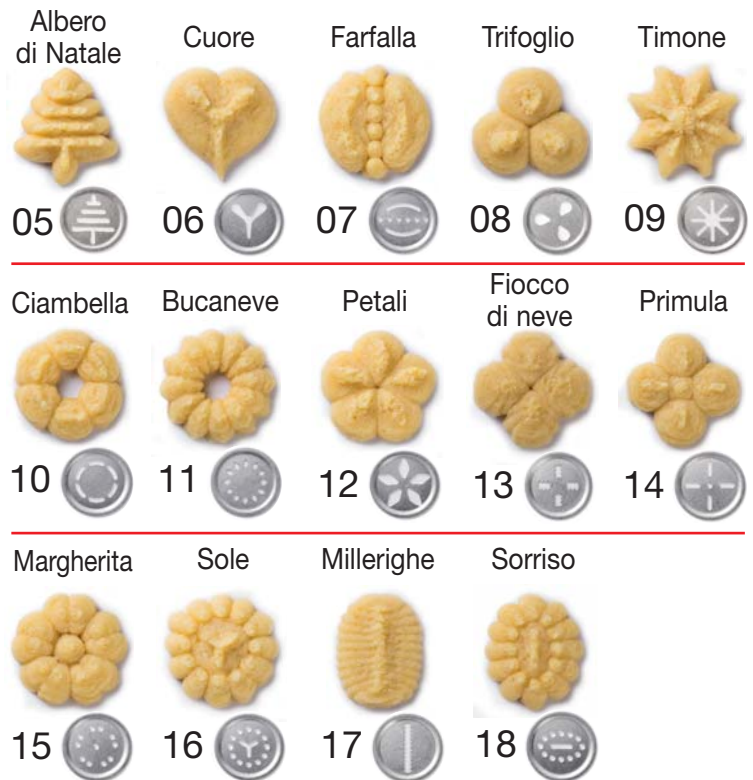 Albero
di Natale
Cuore
Farfalla
Trifoglio
Timone
05
06
07
08
09
Ciambella
Bucaneve
Petali
Fiocco
di neve
Primula
10
11
12
13
14
Margherita
Sole
Millerighe
Sorriso
15
16
17
18